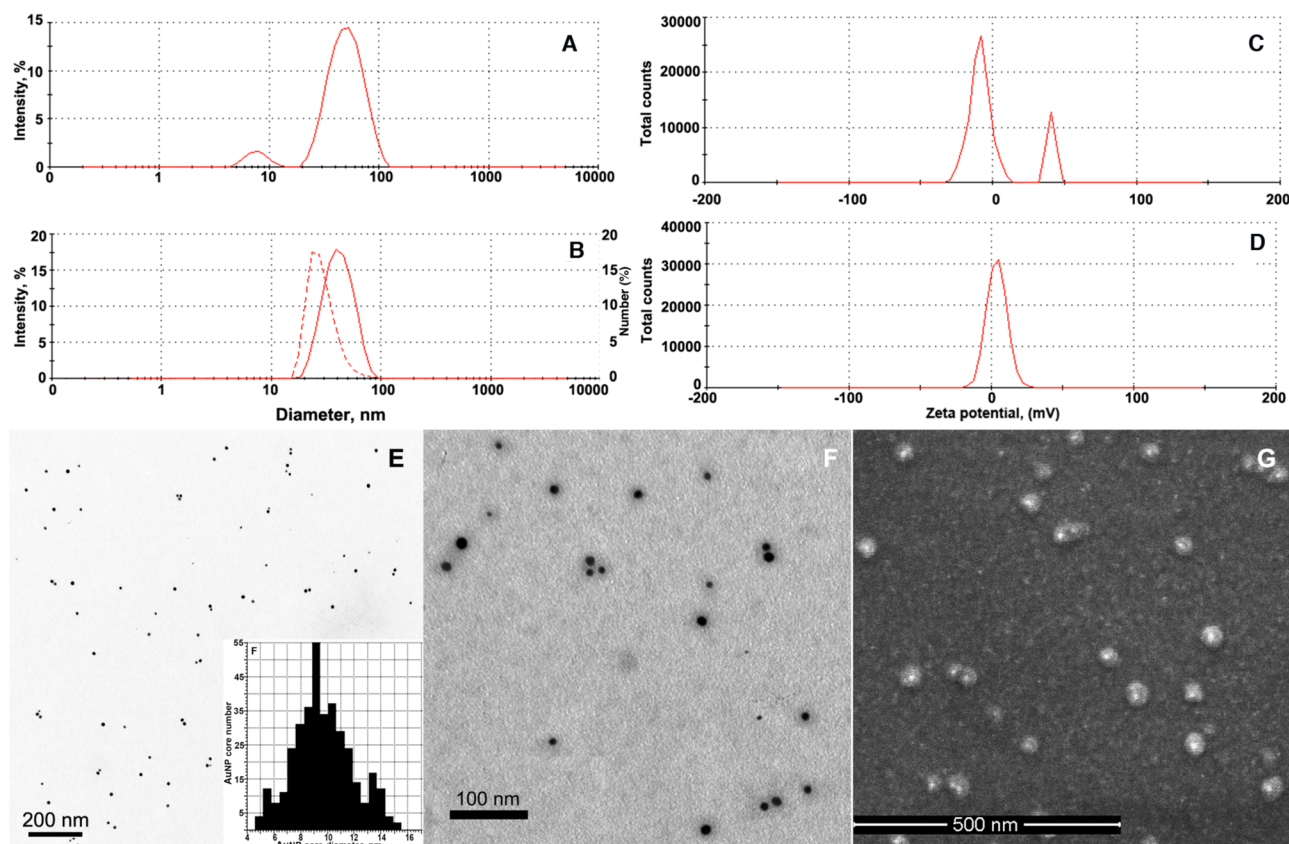 A
Intensity, %
15
10
5
0
0 1 10 100 1000 10000
B
Intensity, %
Number (%)
20 20
15 15
10 10
5 5
0 0
0 1 10 100 1000 10000
Diameter, nm
C
Total counts
30000
20000
10000
0
-200 -100 0 100 200
D
Total counts
40000
30000
20000
10000
0
-200 -100 0 100 200
Zeta potential, (mV)
E
200 nm
F
AuNP core number
55
45
35
25
15
5
4 6 8 10 12 14 16
AuNP core diameter, nm
F
100 nm
G
500 nm